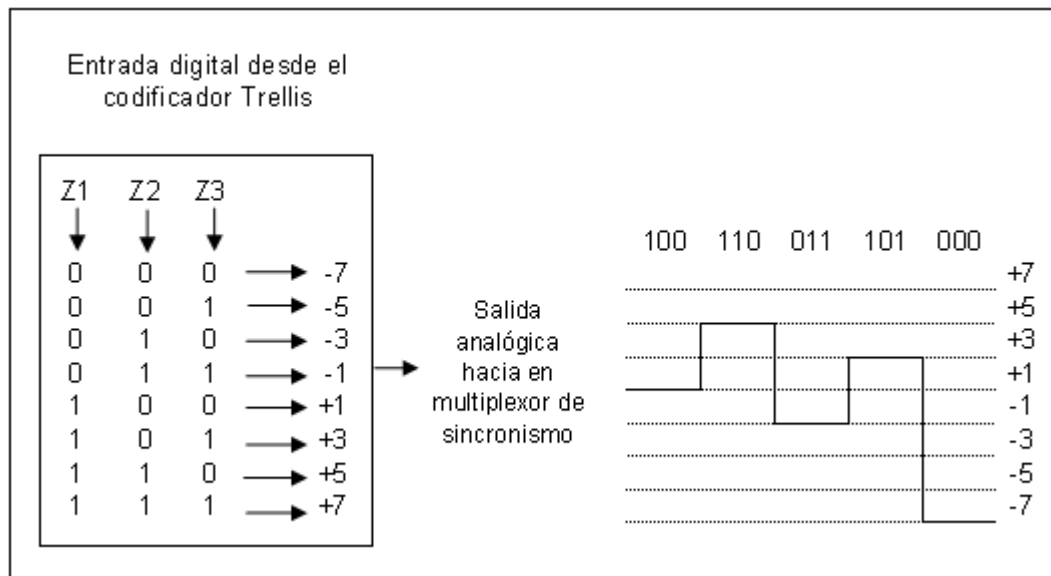 Entrada digital desde el
codificador Trellis
Z1 Z2 Z3
0 0 0 -7
0 0 1 -5
0 1 0 -3
0 1 1 -1
1 0 0 +1
1 0 1 +3
1 1 0 +5
1 1 1 +7
Salida
analógica
hacia en
multiplexor de
sincronismo
100 110 011 101 000
+7
+5
+3
+1
-1
-3
-5
-7